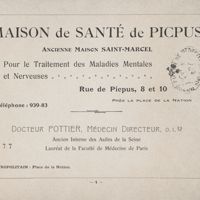 MAISON de SANTÉ de PICPUS
ANCIENNE MAISON SAINT-MARCEL
Pour le Traitement des Maladies Mentales
et Nerveuses
Rue de Picpus, 8 et 10
PRÈS LA PLACE DE LA NATION
Téléphone : 939-83
DOCTEUR POTTIER, MÉDECIN DIRECTEUR, O. I.
Ancien Interne des Asiles de la Seine
Lauréat de la Faculté de Médecine de Paris
77
MÉTROPOLITAIN : Place de la Nation
- 1 -